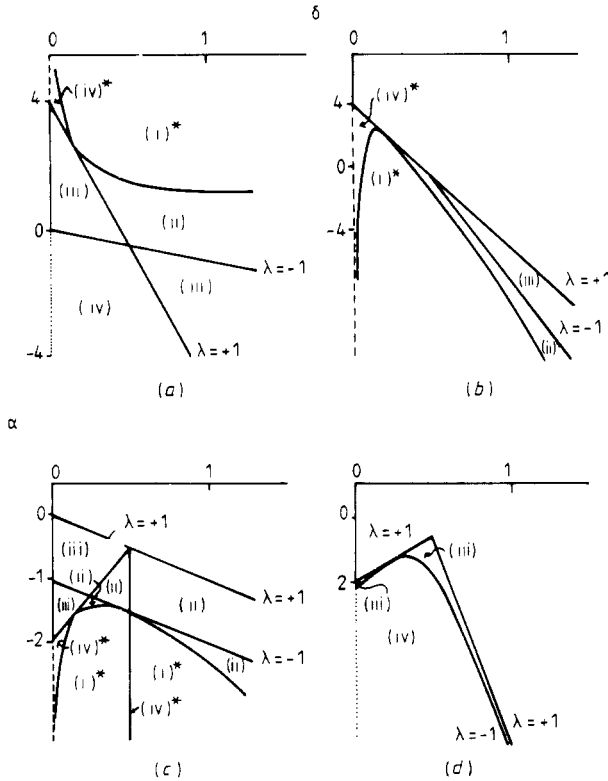 δ
0 1
4
(iv)*
(i)*
(iii)
(ii)
0
λ=-1
(iii)
(iv)
-4
λ=+1
(a)
0 1
4
(iv)*
0
(i)*
-4
(iii)
λ=+1
λ=-1
(ii)
(b)
α
0 1
0
λ=+1
(iii)
-1
(ii)
(ii)
(iii)
(ii)
λ=+1
-2
(iv)*
(i)*
(i)*
(ii)
λ=-1
(iv)*
(c)
0 1
0
λ=+1
(iii)
2
(iii)
(iv)
λ=-1
λ=+1
(d)